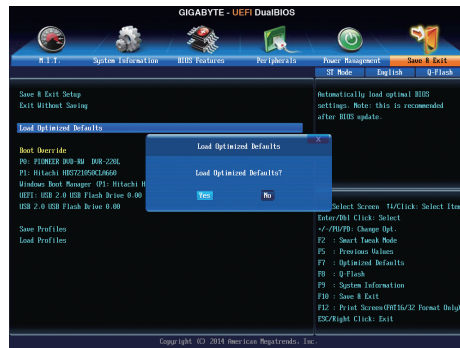 GIGABYTE - UEFI DualBIOS
M.I.T. System Information BIOS Features Peripherals Power Management Save & Exit
ST Mode English Q-Flash
Save & Exit Setup
Exit Without Saving
Load Optimized Defaults
Boot Override
P0: PIONEER DVD-RW DVR-220L
P1: Hitachi HDS721050CLA660
Windows Boot Manager (P1: Hitachi H
UEFI: USB 2.0 USB Flash Drive 0.00
USB 2.0 USB Flash Drive 0.00
Save Profiles
Load Profiles
Automatically load optimal BIOS
settings. Note: this is recommended
after BIOS update.
X
Load Optimized Defaults
Load Optimized Defaults?
Yes No
Select Screen ↑↓/Click: Select Item
Enter/Dbl Click: Select
+/-/PU/PD: Change Opt.
F2 : Smart Tweak Mode
F5 : Previous Values
F7 : Optimized Defaults
F8 : Q-Flash
F9 : System Information
F10 : Save & Exit
F12 : Print Screen(FAT16/32 Format Only)
ESC/Right Click: Exit
Copyright (C) 2014 American Megatrends, Inc.